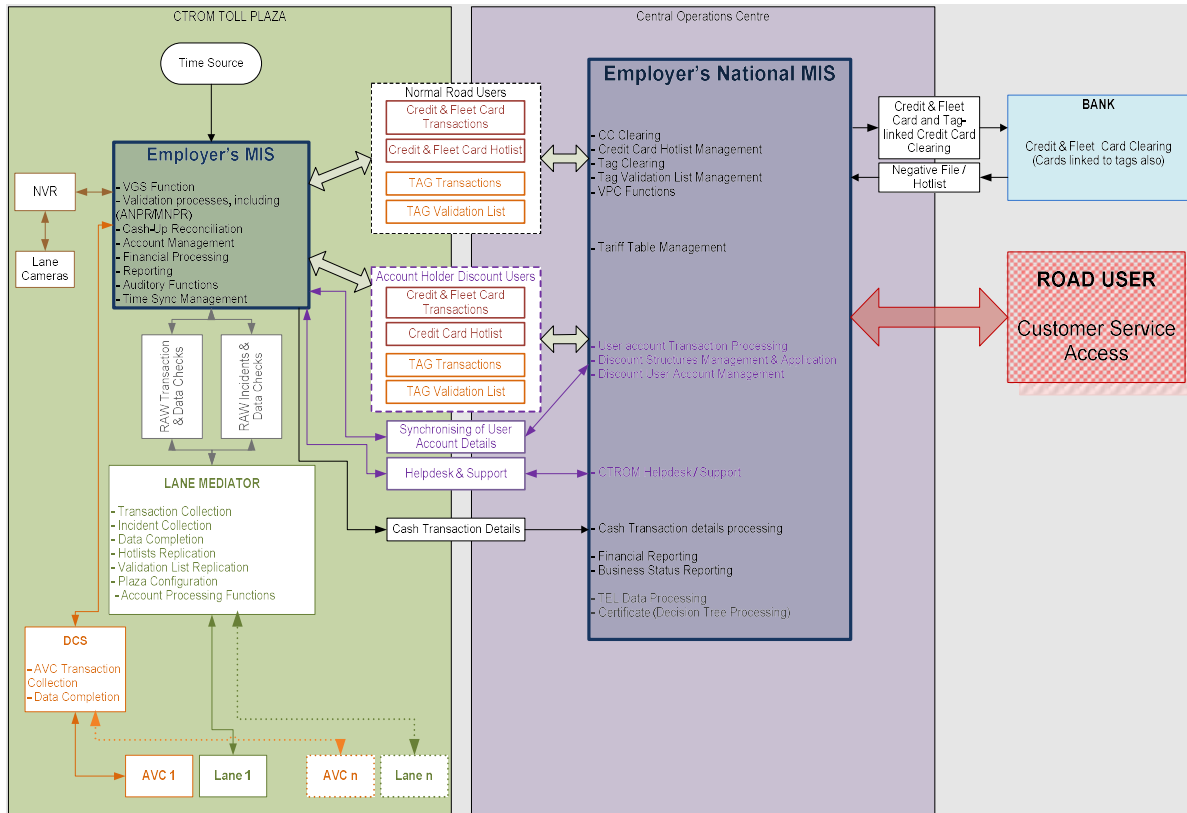 CTROM TOLL PLAZA
Central Operations Centre
Time Source
Employer's MIS
- VGS Function
- Validation processes, including
(ANPR/MNPR)
- Cash-Up Reconciliation
- Account Management
- Financial Processing
- Reporting
- Auditory Functions
- Time Sync Management
NVR
Lane
Cameras
RAW Transaction
& Data Checks
RAW Incidents &
Data Checks
LANE MEDIATOR
- Transaction Collection
- Incident Collection
- Data Completion
- Hotlists Replication
- Validation List Replication
- Plaza Configuration
- Account Processing Functions
DCS
- AVC Transaction
Collection
- Data Completion
AVC 1
Lane 1
AVC n
Lane n
Normal Road Users
Credit & Fleet Card
Transactions
Credit & Fleet Card Hotlist
TAG Transactions
TAG Validation List
Account Holder Discount Users
Credit & Fleet Card
Transactions
Credit Card Hotlist
TAG Transactions
TAG Validation List
Synchronising of User
Account Details
Helpdesk & Support
Cash Transaction Details
Employer's National MIS
- CC Clearing
- Credit Card Hotlist Management
- Tag Clearing
- Tag Validation List Management
- VPC Functions
- Tariff Table Management
- User account Transaction Processing
- Discount Structures Management & Application
- Discount User Account Management
- CTROM Helpdesk / Support
- Cash Transaction details processing
- Financial Reporting
- Business Status Reporting
- TEL Data Processing
- Certificate (Decision Tree Processing)
Credit & Fleet
Card and Tag-
linked Credit Card
Clearing
Negative File /
Hotlist
BANK
Credit & Fleet Card Clearing
(Cards linked to tags also)
ROAD USER
Customer Service
Access